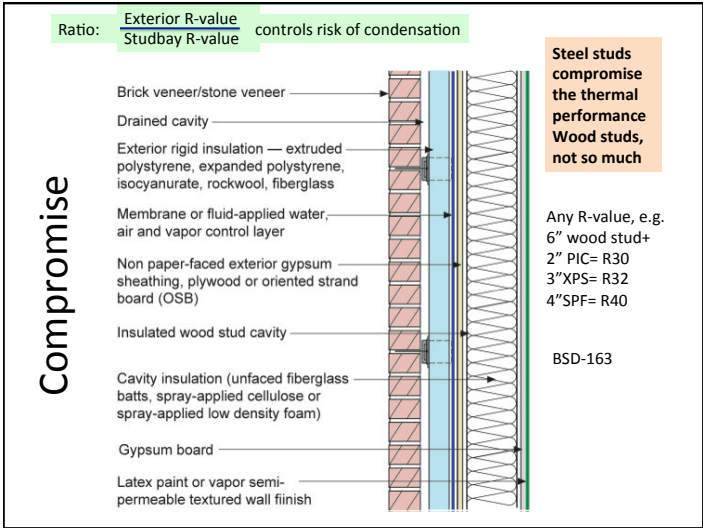 Ratio: Exterior R-value controls risk of condensation
Studbay R-value
Compromise
Brick veneer/stone veneer
Drained cavity
Exterior rigid insulation — extruded
polystyrene, expanded polystyrene,
isocyanurate, rockwool, fiberglass
Membrane or fluid-applied water,
air and vapor control layer
Non paper-faced exterior gypsum
sheathing, plywood or oriented strand
board (OSB)
Insulated wood stud cavity
Cavity insulation (unfaced fiberglass
batts, spray-applied cellulose or
spray-applied low density foam)
Gypsum board
Latex paint or vapor semi-
permeable textured wall fiinish
Steel studs
compromise
the thermal
performance
Wood studs,
not so much
Any R-value, e.g.
6” wood stud+
2” PIC= R30
3”XPS= R32
4”SPF= R40
BSD-163